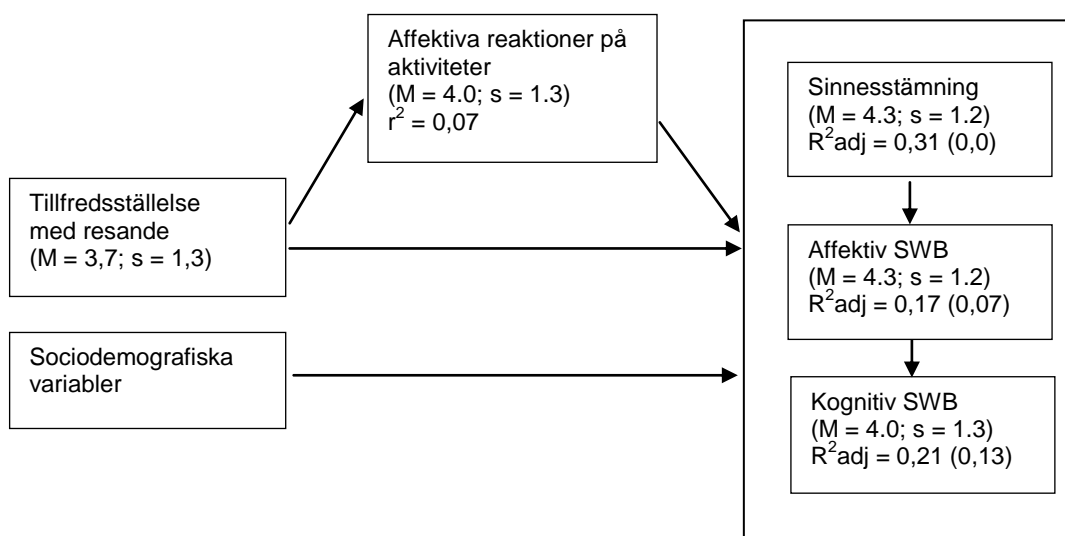 Affektiva reaktioner på
aktiviteter
(M = 4.0; s = 1.3)
r² = 0,07
Tillfredsställelse
med resande
(M = 3,7; s = 1,3)
Sociodemografiska
variabler
Sinnesstämning
(M = 4.3; s = 1.2)
R²adj = 0,31 (0,0)
Affektiv SWB
(M = 4.3; s = 1.2)
R²adj = 0,17 (0,07)
Kognitiv SWB
(M = 4.0; s = 1.3)
R²adj = 0,21 (0,13)